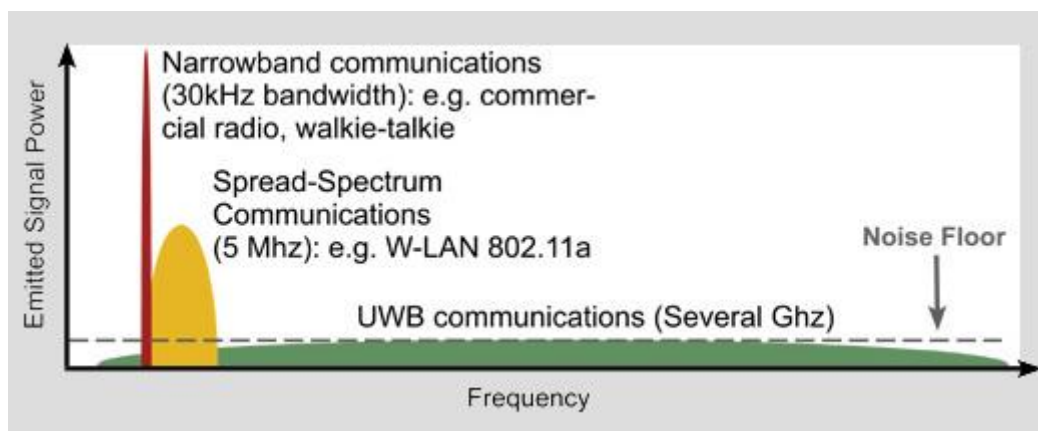 Narrowband communications
(30kHz bandwidth): e.g. commer-
cial radio, walkie-talkie
Spread-Spectrum
Communications
(5 Mhz): e.g. W-LAN 802.11a
Noise Floor
UWB communications (Several Ghz)
Emitted Signal Power
Frequency